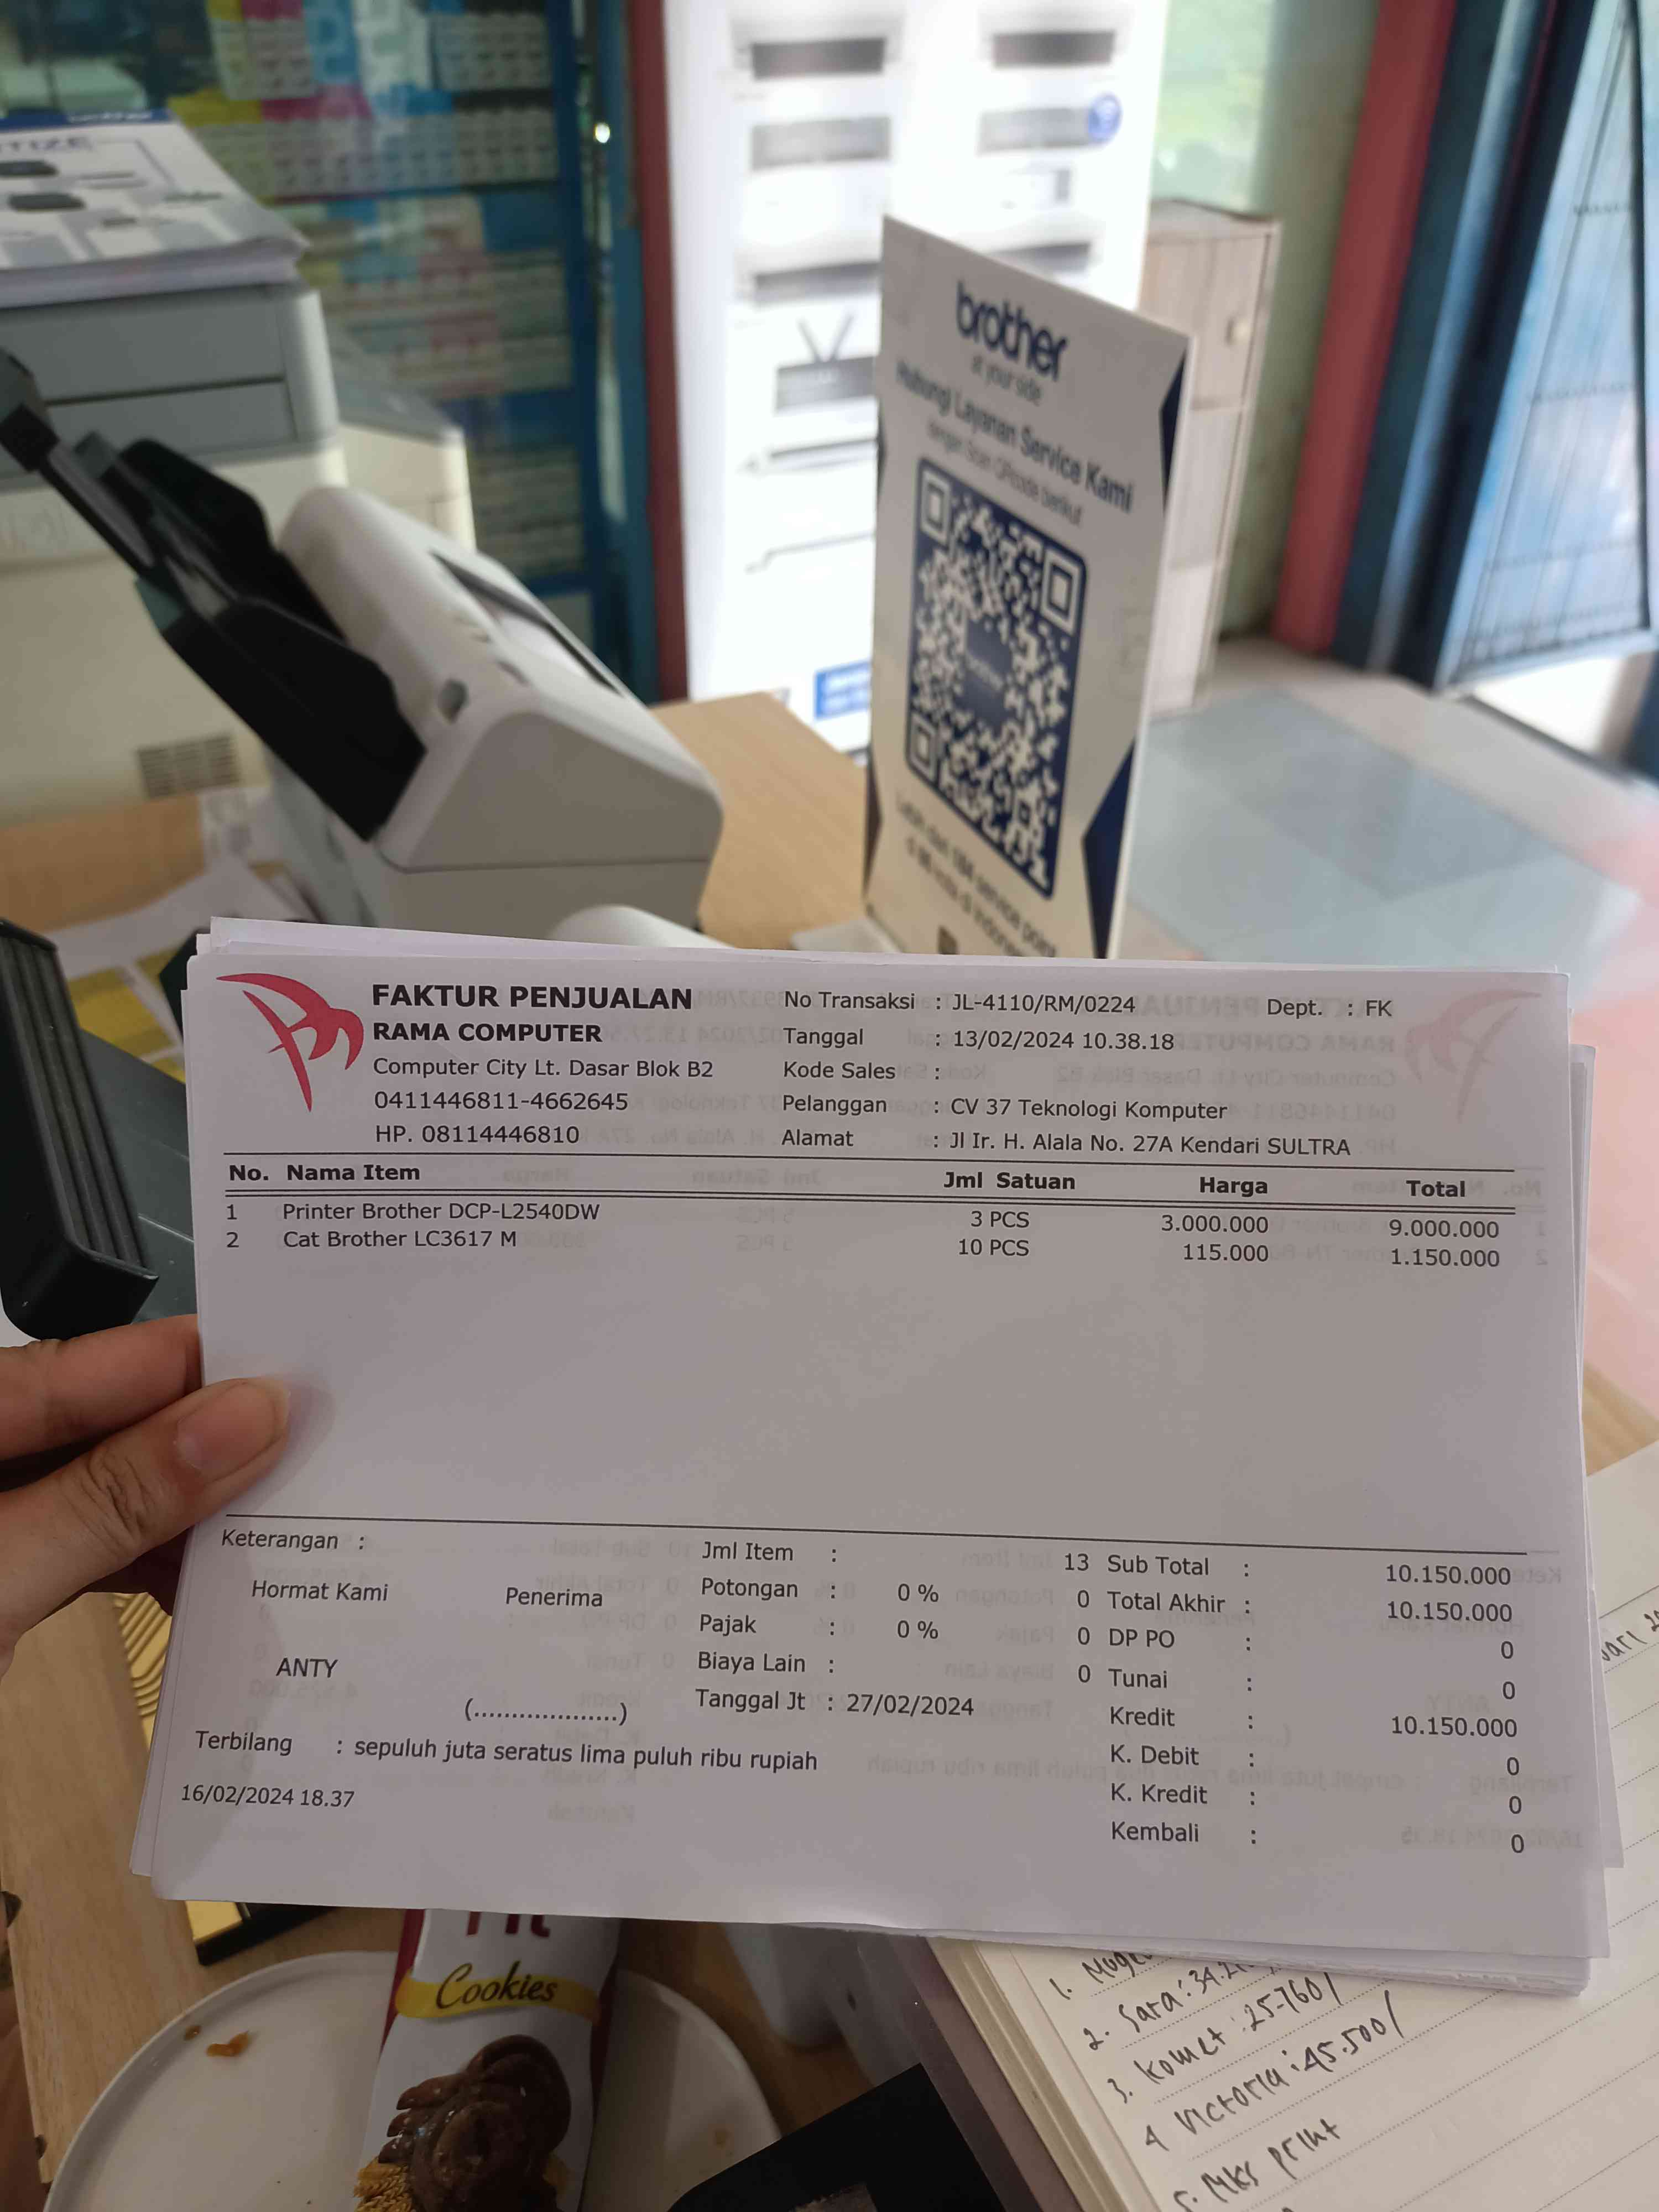 brother
at your side
Hubungi Layanan Service Kami
dengan Scan QRcode berikut
FAKTUR PENJUALAN
RAMA COMPUTER
Computer City Lt. Dasar Blok B2
0411446811-4662645
HP. 08114446810
No Transaksi : JL-4110/RM/0224
Dept. : FK
Tanggal : 13/02/2024 10.38.18
Kode Sales :
Pelanggan : CV 37 Teknologi Komputer
Alamat : Jl Ir. H. Alala No. 27A Kendari SULTRA
No. Nama Item Jml Satuan Harga Total
1 Printer Brother DCP-L2540DW 3 PCS 3.000.000 9.000.000
2 Cat Brother LC3617 M 10 PCS 115.000 1.150.000
Keterangan :
Hormat Kami
Penerima
ANTY
(...................)
Jml Item : 13
Potongan : 0 % 0
Pajak : 0 % 0
Biaya Lain : 0
Tanggal Jt : 27/02/2024
Sub Total : 10.150.000
Total Akhir : 10.150.000
DP PO : 0
Tunai : 0
Kredit : 10.150.000
K. Debit : 0
K. Kredit : 0
Kembali : 0
Terbilang : sepuluh juta seratus lima puluh ribu rupiah
16/02/2024 18.37
Cookies
1.
2. Sara:
3. Komet : 25-760/
4 Victoria : 45.500/
5. Mks print